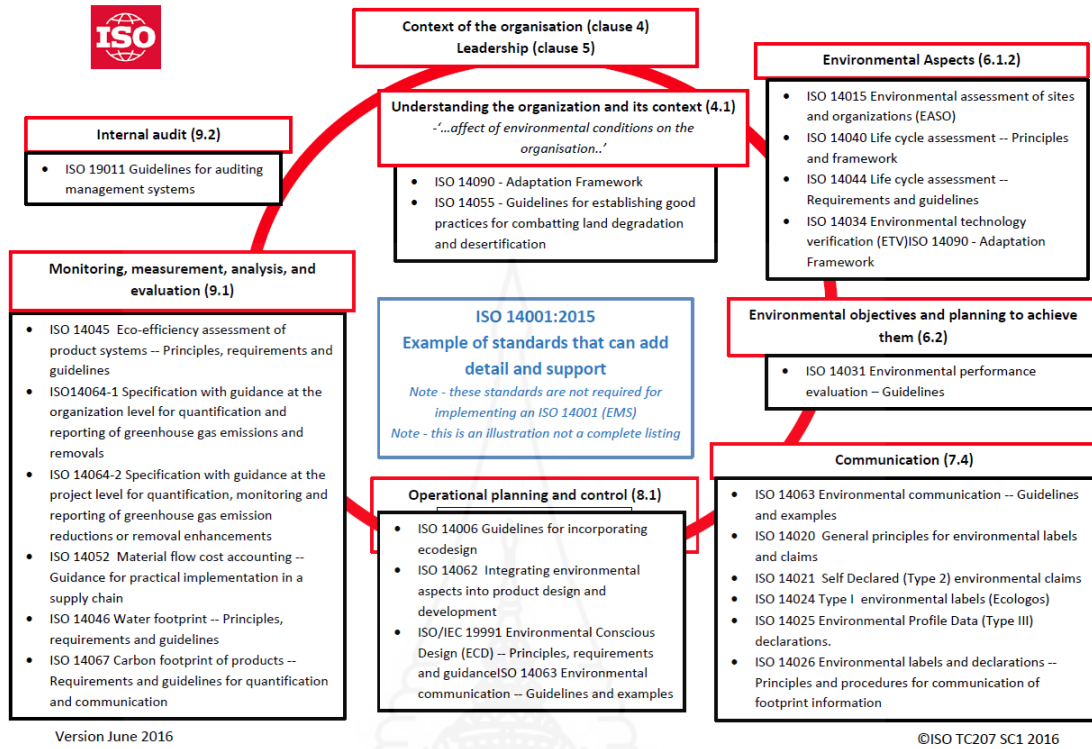 ISO
Context of the organisation (clause 4)
Leadership (clause 5)
Understanding the organization and its context (4.1)
-‘…affect of environmental conditions on the
organisation..’
• ISO 14090 - Adaptation Framework
• ISO 14055 - Guidelines for establishing good
practices for combatting land degradation
and desertification
Environmental Aspects (6.1.2)
• ISO 14015 Environmental assessment of sites
and organizations (EASO)
• ISO 14040 Life cycle assessment -- Principles
and framework
• ISO 14044 Life cycle assessment --
Requirements and guidelines
• ISO 14034 Environmental technology
verification (ETV)ISO 14090 - Adaptation
Framework
Environmental objectives and planning to achieve
them (6.2)
• ISO 14031 Environmental performance
evaluation – Guidelines
Communication (7.4)
• ISO 14063 Environmental communication -- Guidelines
and examples
• ISO 14020 General principles for environmental labels
and claims
• ISO 14021 Self Declared (Type 2) environmental claims
• ISO 14024 Type I environmental labels (Ecologos)
• ISO 14025 Environmental Profile Data (Type III)
declarations.
• ISO 14026 Environmental labels and declarations --
Principles and procedures for communication of
footprint information
Operational planning and control (8.1)
• ISO 14006 Guidelines for incorporating
ecodesign
• ISO 14062 Integrating environmental
aspects into product design and
development
• ISO/IEC 19991 Environmental Conscious
Design (ECD) -- Principles, requirements
and guidanceISO 14063 Environmental
communication -- Guidelines and examples
Monitoring, measurement, analysis, and
evaluation (9.1)
• ISO 14045 Eco-efficiency assessment of
product systems -- Principles, requirements and
guidelines
• ISO14064-1 Specification with guidance at the
organization level for quantification and
reporting of greenhouse gas emissions and
removals
• ISO 14064-2 Specification with guidance at the
project level for quantification, monitoring and
reporting of greenhouse gas emission
reductions or removal enhancements
• ISO 14052 Material flow cost accounting --
Guidance for practical implementation in a
supply chain
• ISO 14046 Water footprint -- Principles,
requirements and guidelines
• ISO 14067 Carbon footprint of products --
Requirements and guidelines for quantification
and communication
Internal audit (9.2)
• ISO 19011 Guidelines for auditing
management systems
ISO 14001:2015
Example of standards that can add
detail and support
Note - these standards are not required for
implementing an ISO 14001 (EMS)
Note - this is an illustration not a complete listing
Version June 2016
©ISO TC207 SC1 2016